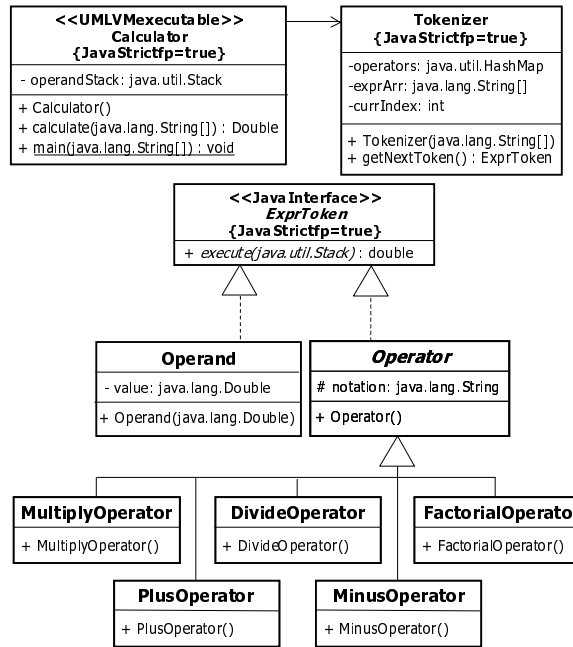 <<UMLVMexecutable>>
Calculator
{JavaStrictfp=true}
- operandStack: java.util.Stack
+ Calculator()
+ calculate(java.lang.String[]) : Double
+ main(java.lang.String[]) : void
Tokenizer
{JavaStrictfp=true}
-operators: java.util.HashMap
-exprArr: java.lang.String[]
-currIndex: int
+ Tokenizer(java.lang.String[])
+ getNextToken() : ExprToken
<<JavaInterface>>
ExprToken
{JavaStrictfp=true}
+ execute(java.util.Stack) : double
Operand
- value: java.lang.Double
+ Operand(java.lang.Double)
Operator
# notation: java.lang.String
+ Operator()
MultiplyOperator
+ MultiplyOperator()
DivideOperator
+ DivideOperator()
FactorialOperato
+ FactorialOperator()
PlusOperator
+ PlusOperator()
MinusOperator
+ MinusOperator()